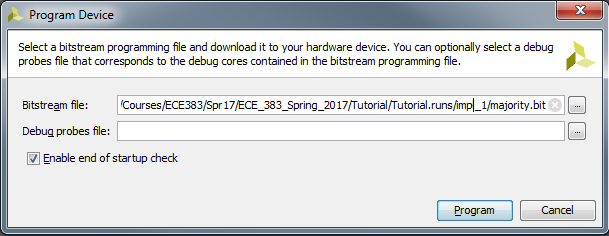 Program Device
Select a bitstream programming file and download it to your hardware device. You can optionally select a debug
probes file that corresponds to the debug cores contained in the bitstream programming file.
Bitstream file: /Courses/ECE383/Spr17/ECE_383_Spring_2017/Tutorial/Tutorial.runs/impl_1/majority.bit ...
Debug probes file: ...
Enable end of startup check
Program Cancel